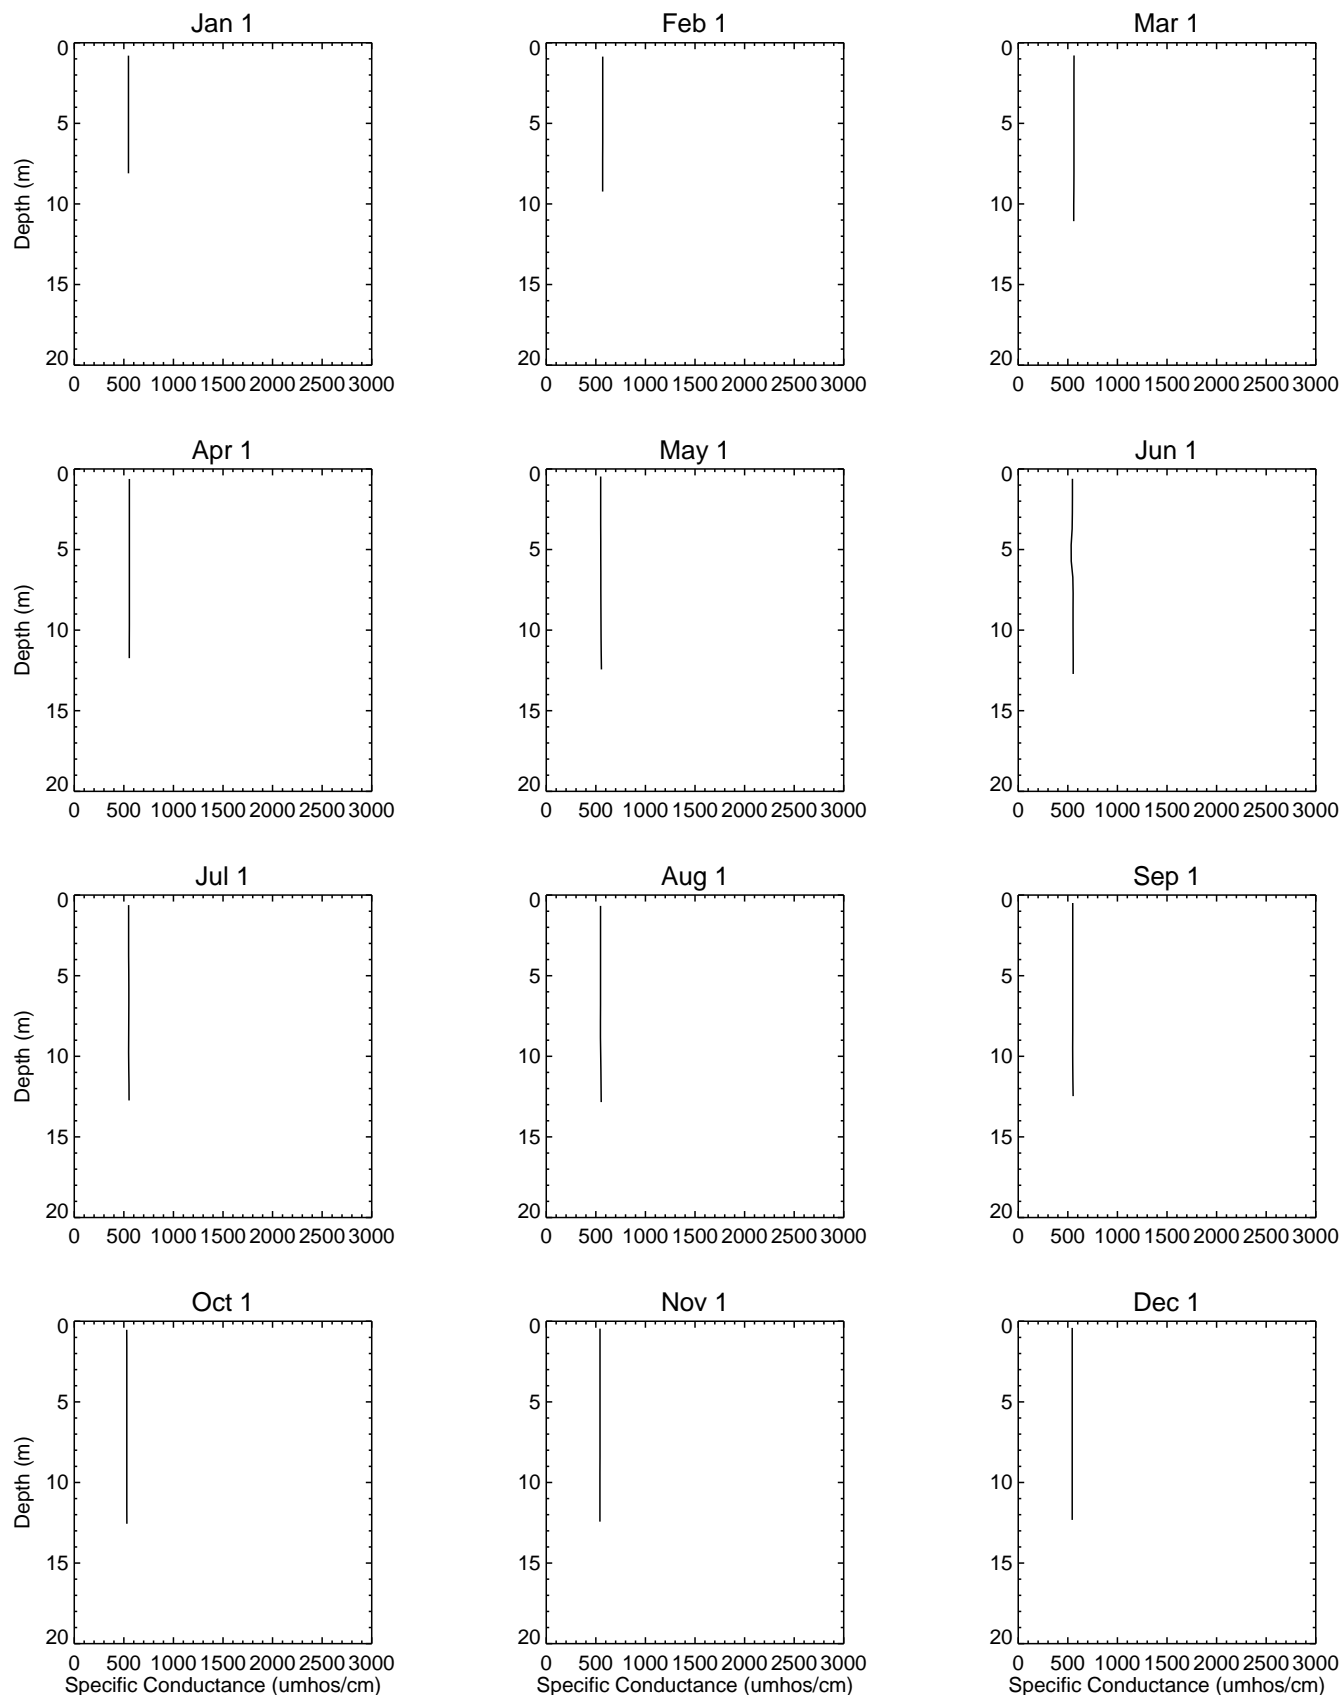 Jan 1 Feb 1 Mar 1
0 0 0
5 5 5
Depth (m)
10 10 10
15 15 15
20 20 20
0 500 1000 1500 2000 2500 3000 0 500 1000 1500 2000 2500 3000 0 500 1000 1500 2000 2500 3000
Apr 1 May 1 Jun 1
0 0 0
5 5 5
Depth (m)
10 10 10
15 15 15
20 20 20
0 500 1000 1500 2000 2500 3000 0 500 1000 1500 2000 2500 3000 0 500 1000 1500 2000 2500 3000
Jul 1 Aug 1 Sep 1
0 0 0
5 5 5
Depth (m)
10 10 10
15 15 15
20 20 20
0 500 1000 1500 2000 2500 3000 0 500 1000 1500 2000 2500 3000 0 500 1000 1500 2000 2500 3000
Oct 1 Nov 1 Dec 1
0 0 0
5 5 5
Depth (m)
10 10 10
15 15 15
20 20 20
0 500 1000 1500 2000 2500 3000 0 500 1000 1500 2000 2500 3000 0 500 1000 1500 2000 2500 3000
Specific Conductance (umhos/cm) Specific Conductance (umhos/cm) Specific Conductance (umhos/cm)